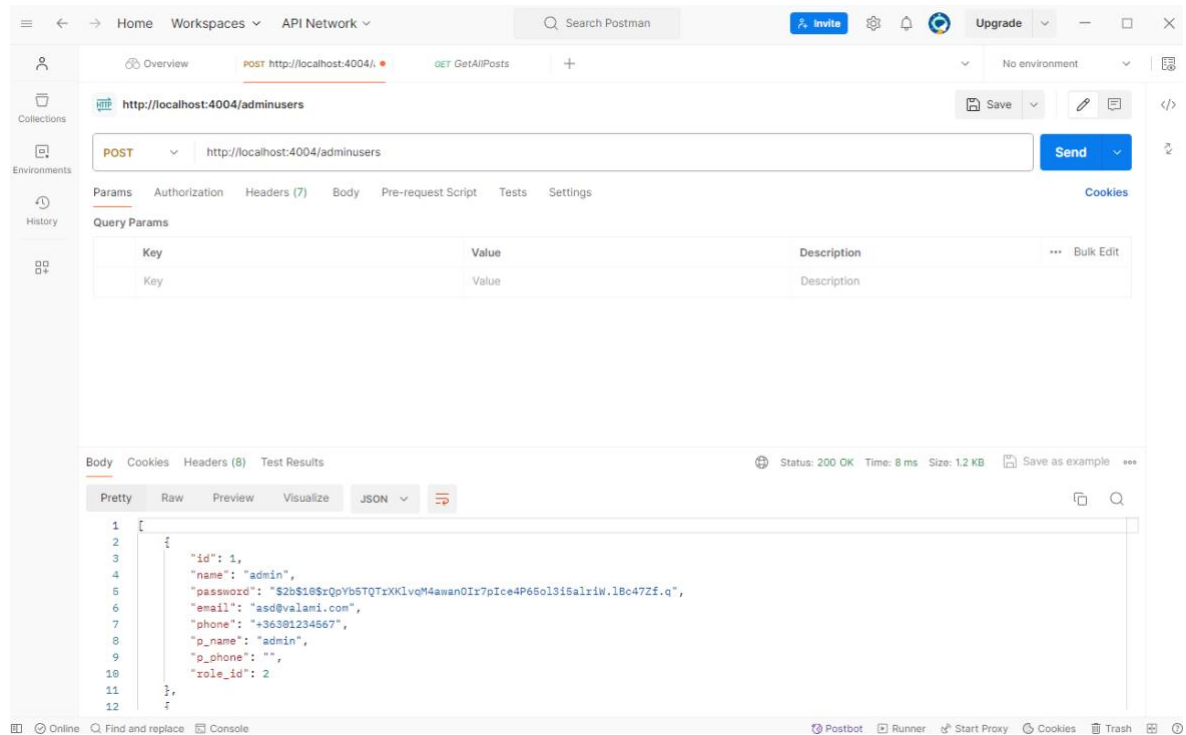 Home Workspaces API Network Search Postman Invite Upgrade
Overview POST http://localhost:4004/ GET GetAllPosts No environment
HTTP http://localhost:4004/adminusers Save
Collections
Environments
History
POST http://localhost:4004/adminusers Send
Params Authorization Headers (7) Body Pre-request Script Tests Settings Cookies
Query Params
Key Value Description Bulk Edit
Key Value Description
Body Cookies Headers (8) Test Results Status: 200 OK Time: 8 ms Size: 1.2 KB Save as example
Pretty Raw Preview Visualize JSON
1 [
2 {
3 "id": 1,
4 "name": "admin",
5 "password":
6 "email": "asd@valami.com",
7 "phone": "+36301234567",
8 "p_name": "admin",
9 "p_phone": "",
10 "role_id": 2
11 },
12 {
Online Find and replace Console Postbot Runner Start Proxy Cookies Trash